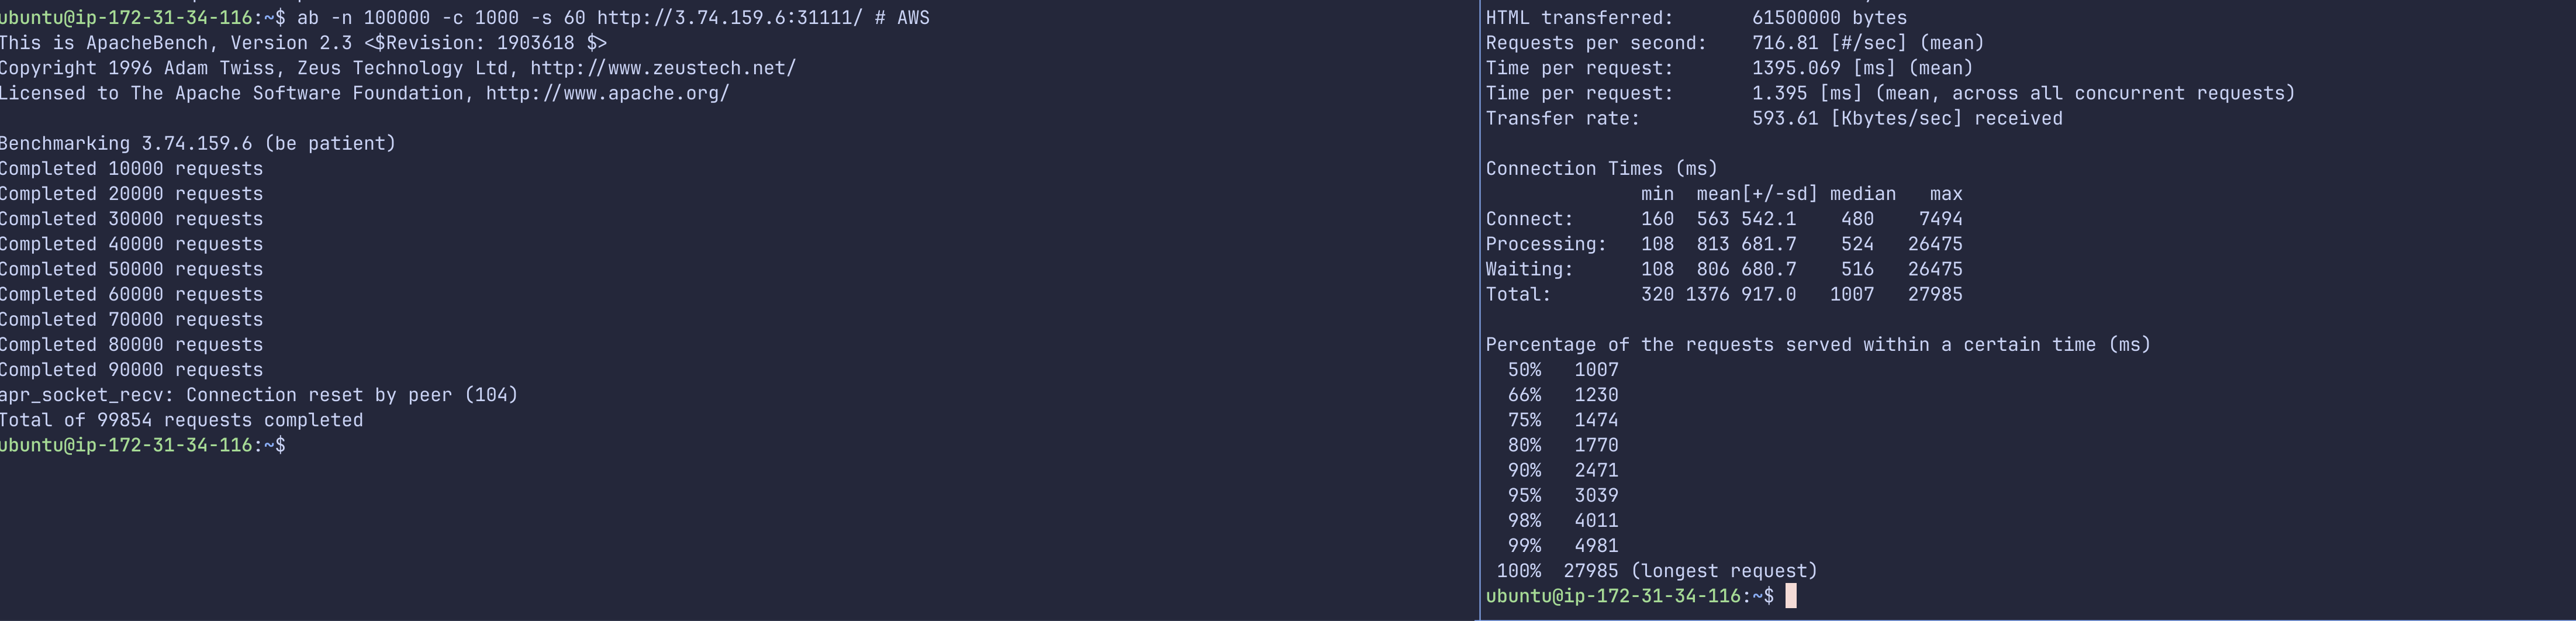 ubuntu@ip-172-31-34-116:~$ ab -n 100000 -c 1000 -s 60 http://3.74.159.6:31111/ # AWS
This is ApacheBench, Version 2.3 <$Revision: 1903618 $>
Copyright 1996 Adam Twiss, Zeus Technology Ltd, http://www.zeustech.net/
Licensed to The Apache Software Foundation, http://www.apache.org/

Benchmarking 3.74.159.6 (be patient)
Completed 10000 requests
Completed 20000 requests
Completed 30000 requests
Completed 40000 requests
Completed 50000 requests
Completed 60000 requests
Completed 70000 requests
Completed 80000 requests
Completed 90000 requests
apr_socket_recv: Connection reset by peer (104)
Total of 99854 requests completed
ubuntu@ip-172-31-34-116:~$
HTML transferred:       61500000 bytes
Requests per second:    716.81 [#/sec] (mean)
Time per request:       1395.069 [ms] (mean)
Time per request:       1.395 [ms] (mean, across all concurrent requests)
Transfer rate:          593.61 [Kbytes/sec] received

Connection Times (ms)
              min  mean[+/-sd] median   max
Connect:      160  563 542.1    480    7494
Processing:   108  813 681.7    524   26475
Waiting:      108  806 680.7    516   26475
Total:        320 1376 917.0   1007   27985

Percentage of the requests served within a certain time (ms)
  50%   1007
  66%   1230
  75%   1474
  80%   1770
  90%   2471
  95%   3039
  98%   4011
  99%   4981
 100%  27985 (longest request)
ubuntu@ip-172-31-34-116:~$